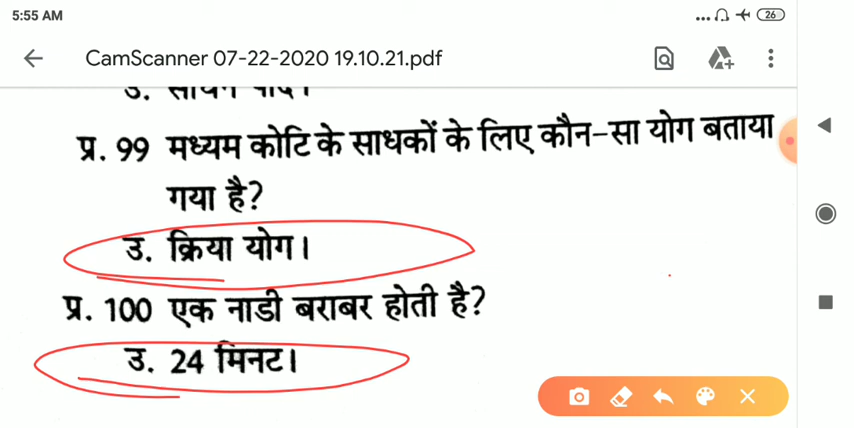 5:55 AM
26
CamScanner 07-22-2020 19.10.21.pdf
उ. साधन पाद।
प्र. 99 मध्यम कोटि के साधकों के लिए कौन-सा योग बताया
गया है?
उ. क्रिया योग।
प्र. 100 एक नाडी बराबर होती है?
उ. 24 मिनट।